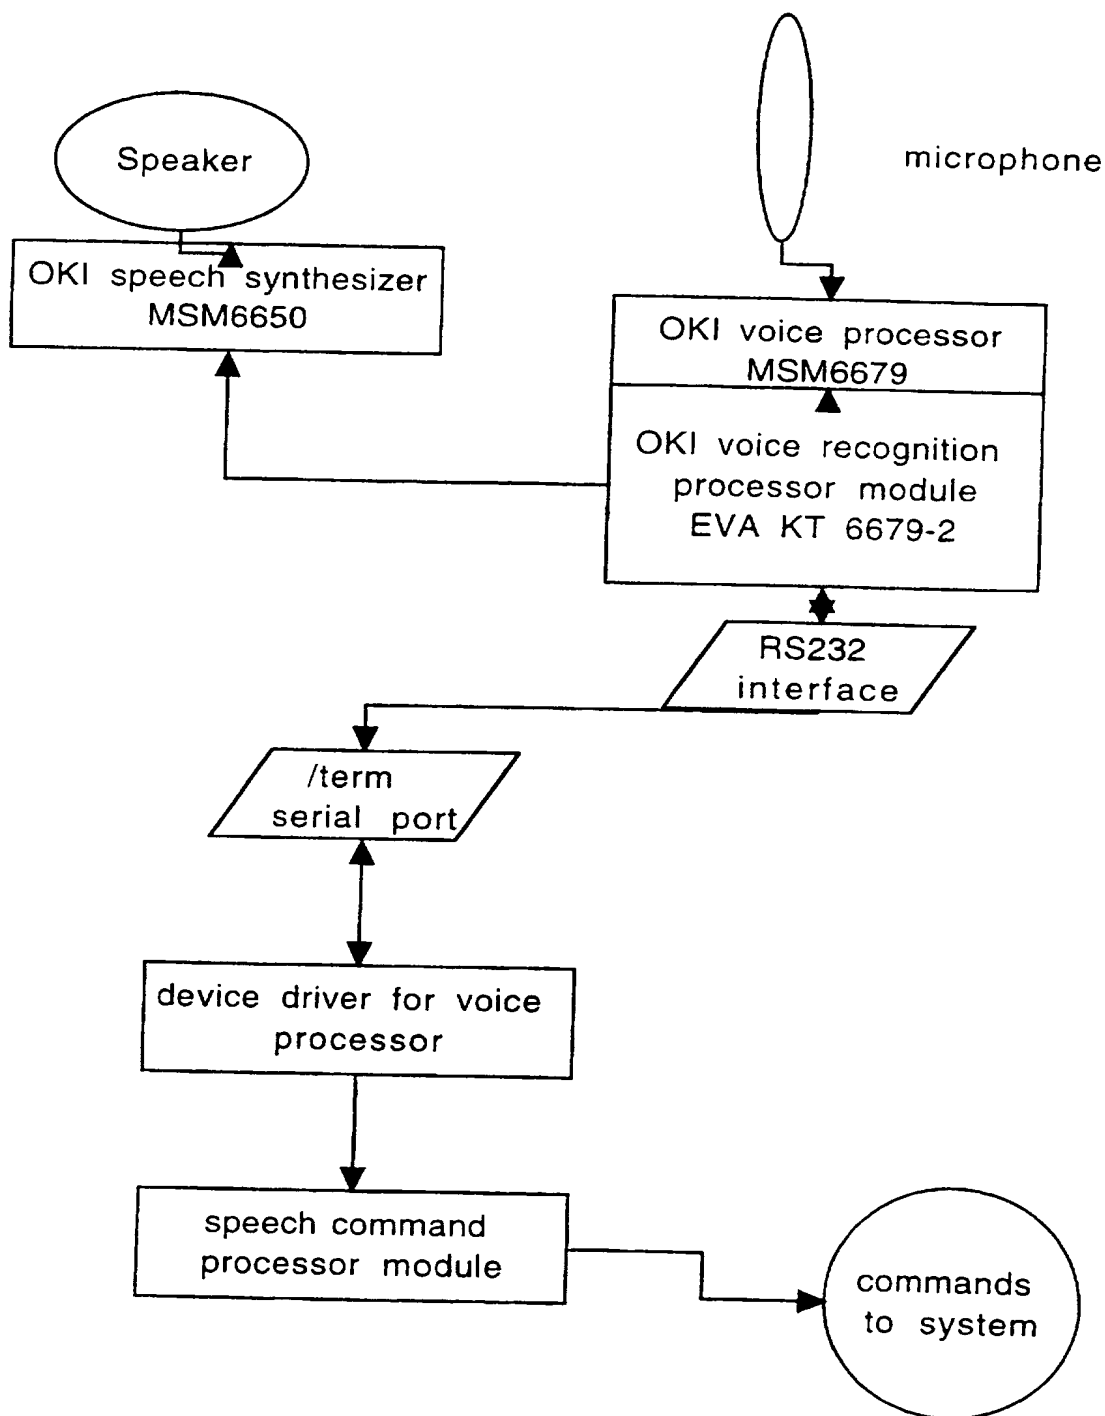 Speaker
microphone
OKI speech synthesizer
MSM6650
OKI voice processor
MSM6679
OKI voice recognition
processor module
EVA KT 6679-2
RS232
interface
/term
serial port
device driver for voice
processor
speech command
processor module
commands
to system